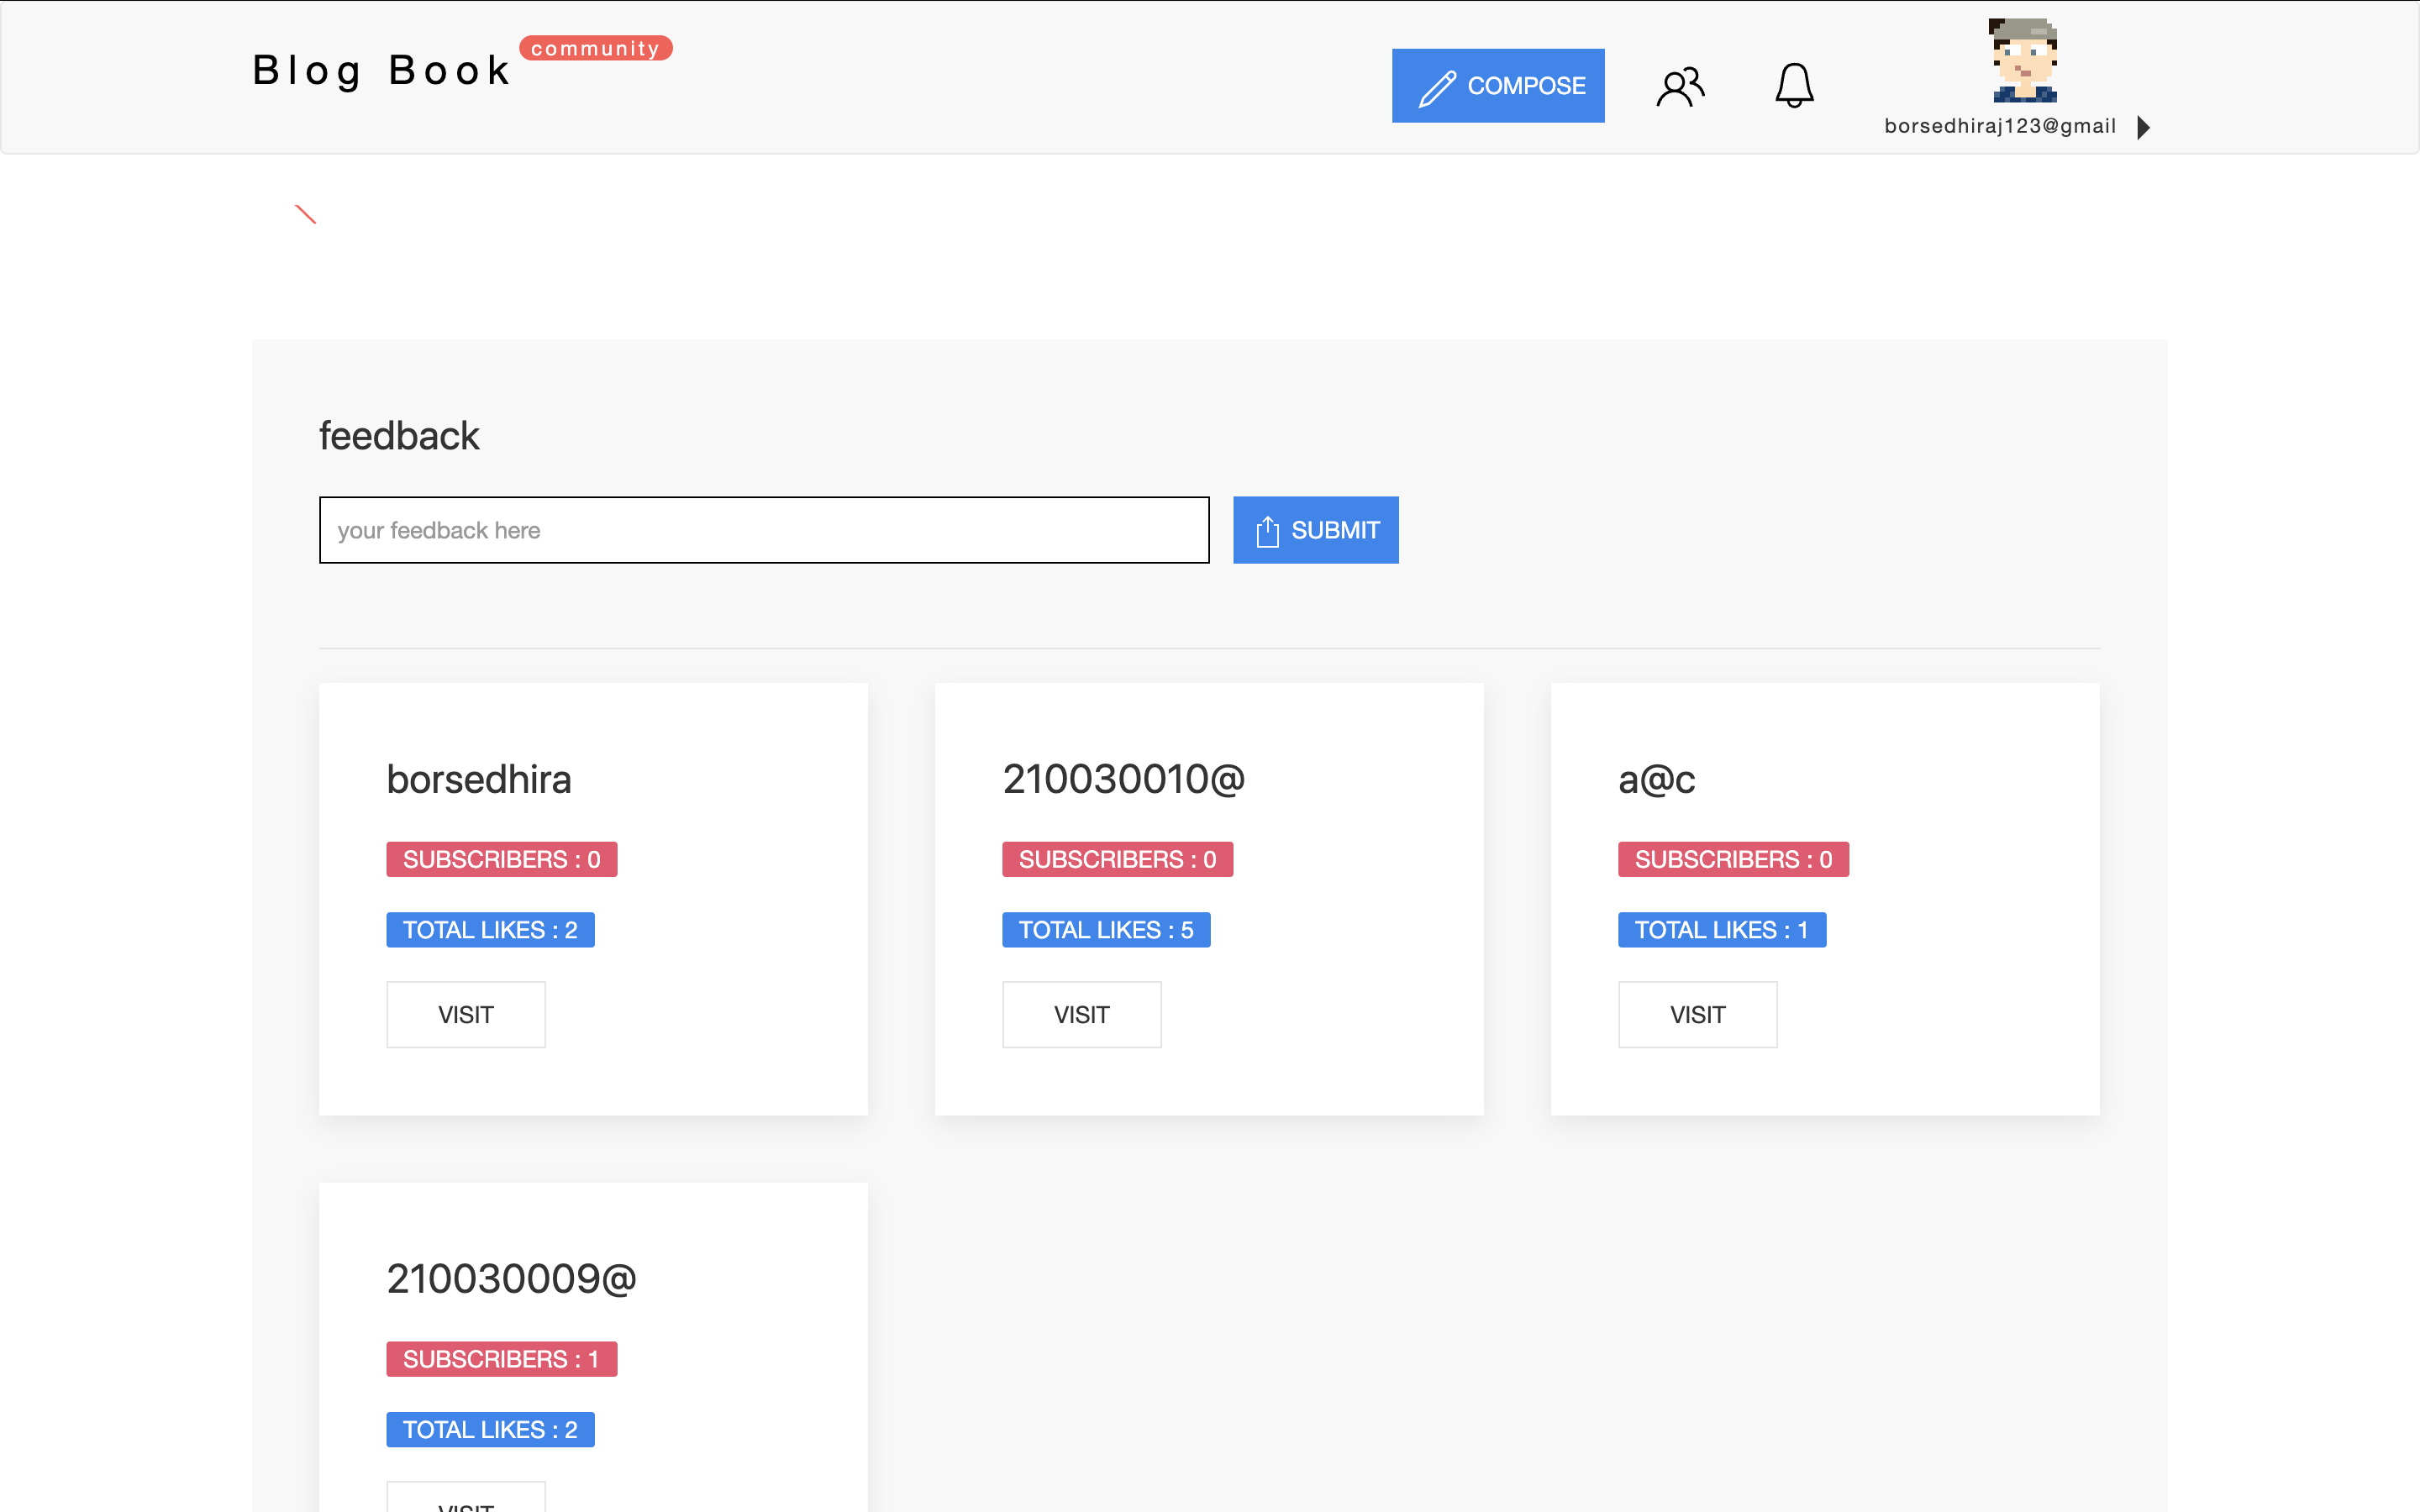 Blog Book community
COMPOSE
borsedhiraj123@gmail
feedback
your feedback here
SUBMIT
borsedhira
SUBSCRIBERS : 0
TOTAL LIKES : 2
VISIT
210030010@
SUBSCRIBERS : 0
TOTAL LIKES : 5
VISIT
a@c
SUBSCRIBERS : 0
TOTAL LIKES : 1
VISIT
210030009@
SUBSCRIBERS : 1
TOTAL LIKES : 2
VISIT